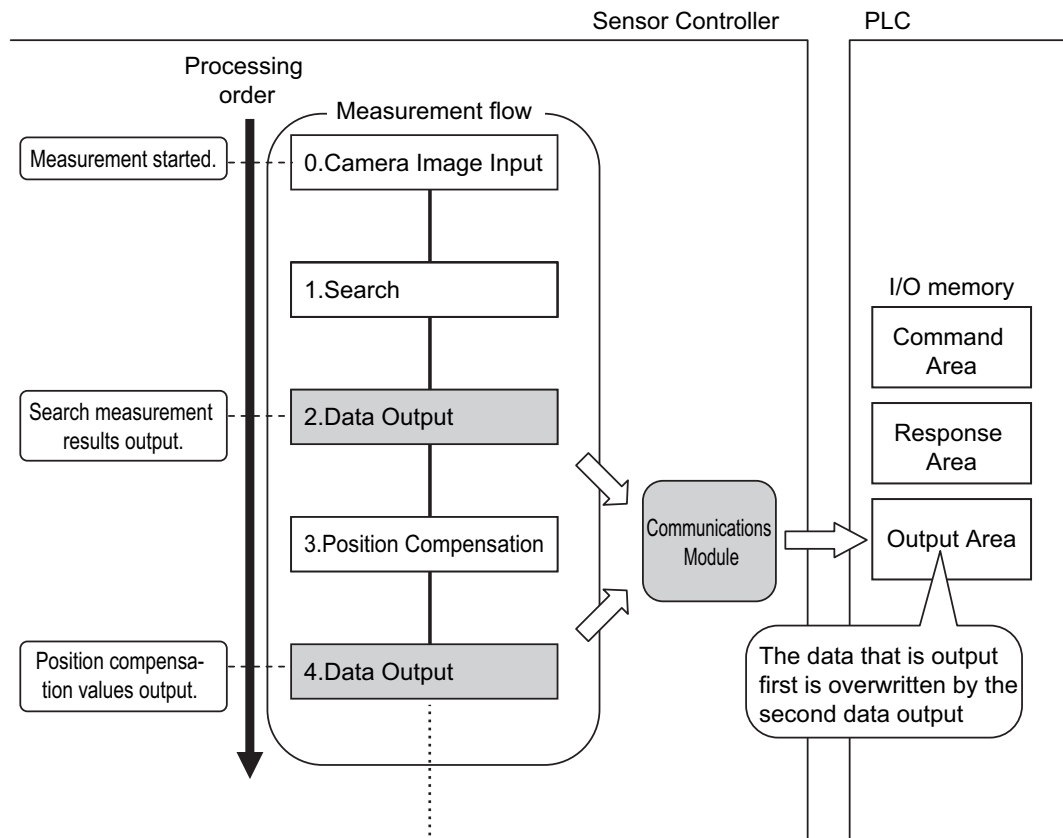 Sensor Controller
PLC
Processing
order
Measurement flow
Measurement started.
0.Camera Image Input
1.Search
I/O memory
Command
Area
Search measurement
results output.
2.Data Output
Response
Area
3.Position Compensation
Communications
Module
Output Area
Position compensa-
tion values output.
4.Data Output
The data that is output
first is overwritten by the
second data output